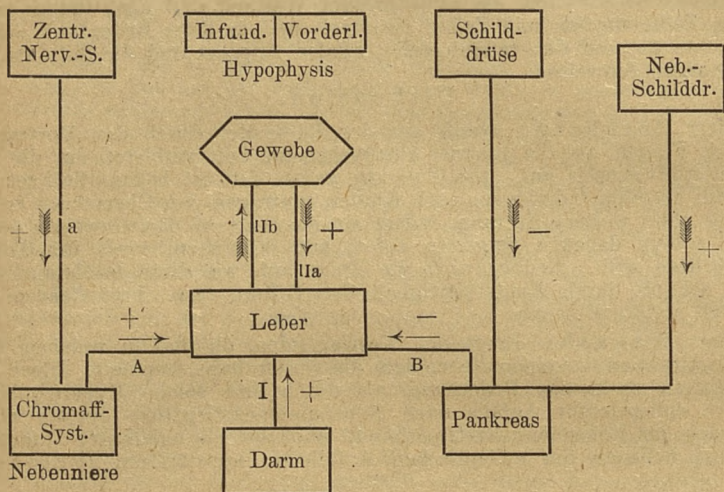 Zentr.
Nerv.-S.
Infund. Vorderl.
Hypophysis
Schild-
drüse
Neb.-
Schilddr.
Gewebe
+ a
IIb
+
IIa
−
+
+
Leber
−
A
B
I +
Chromaff-
Syst.
Nebenniere
Darm
Pankreas